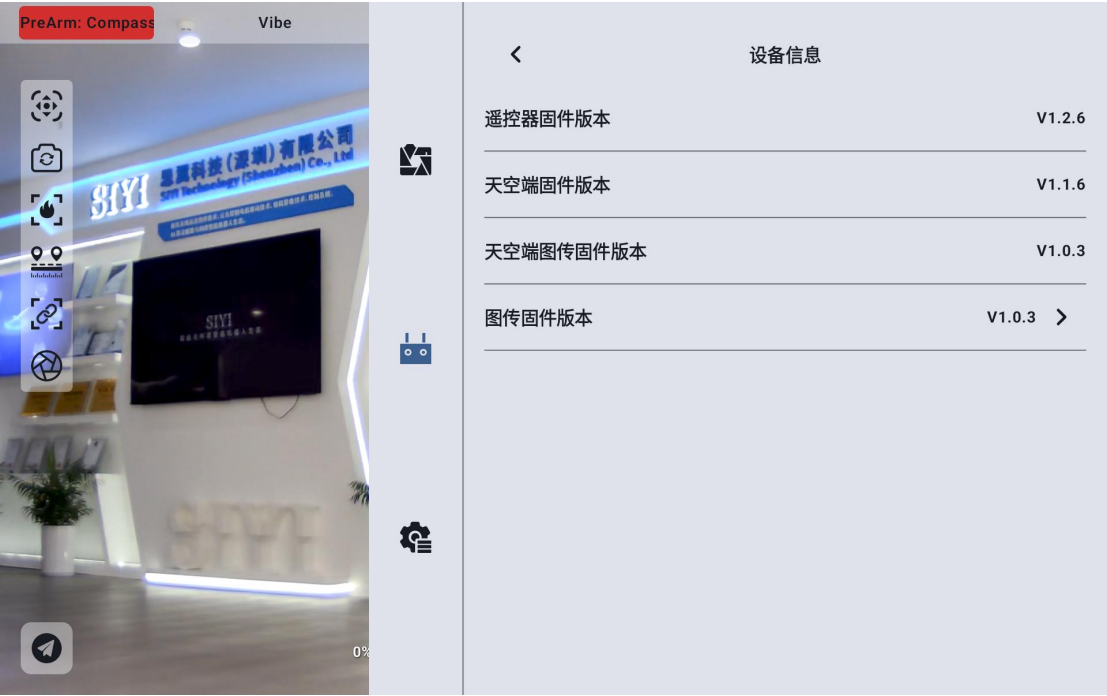 PreArm: Compass
Vibe
思翼科技（深圳）有限公司
SIYI
SIYI Technology (Shenzhen) Co., Ltd
SIYI
SIYI
0%
设备信息
遥控器固件版本 V1.2.6
天空端固件版本 V1.1.6
天空端图传固件版本 V1.0.3
图传固件版本 V1.0.3